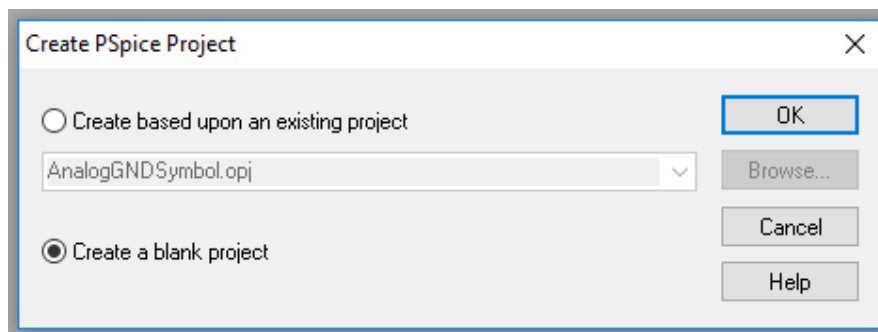 Create PSpice Project
Create based upon an existing project
OK
AnalogGNDSymbol.opj
Browse...
Cancel
Create a blank project
Help